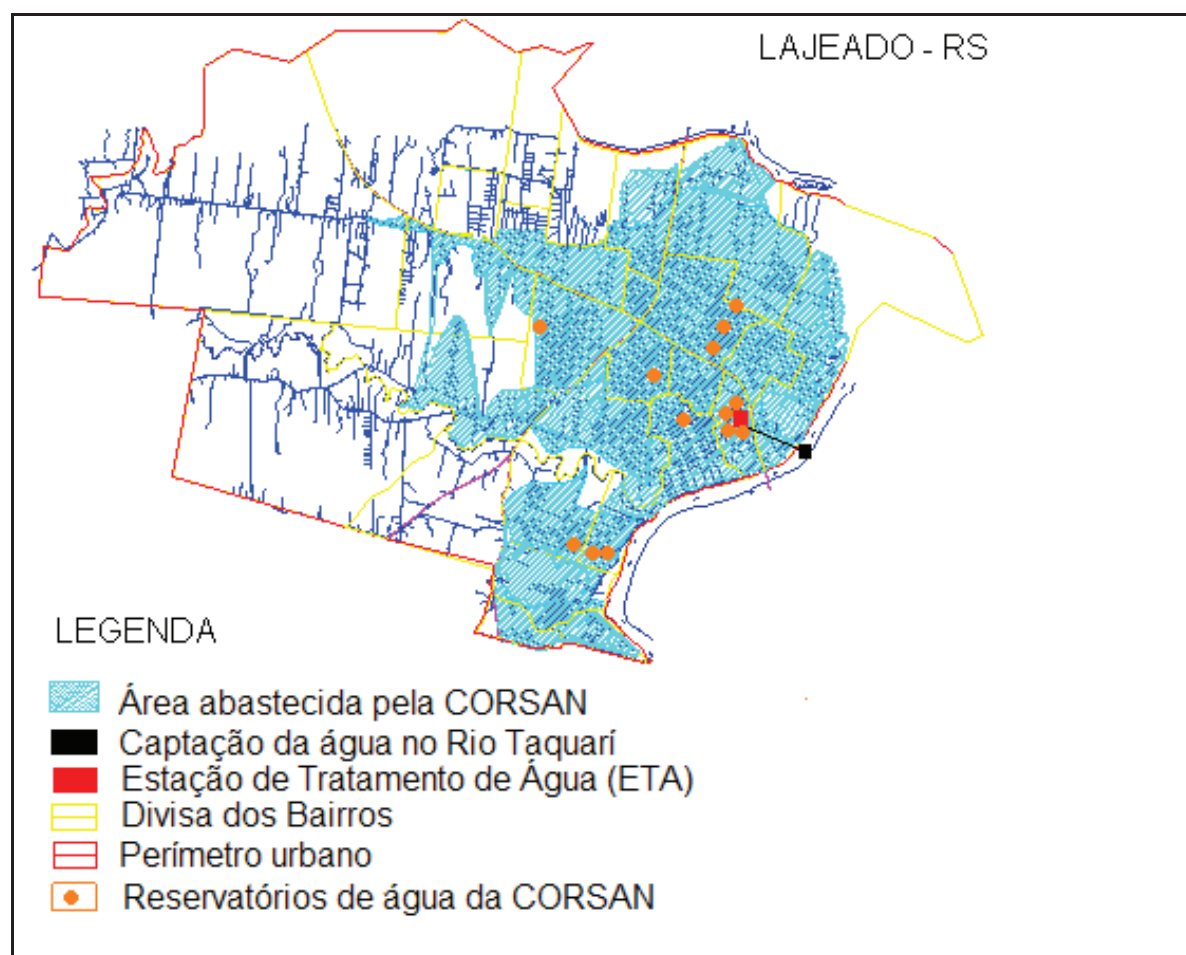 LAJEADO - RS
LEGENDA
Área abastecida pela CORSAN
Captação da água no Rio Taquarí
Estação de Tratamento de Água (ETA)
Divisa dos Bairros
Perímetro urbano
Reservatórios de água da CORSAN